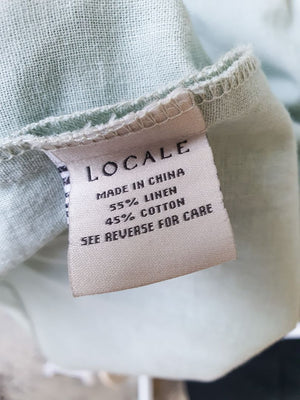 LOCALE
MADE IN CHINA
55% LINEN
45% COTTON
SEE REVERSE FOR CARE